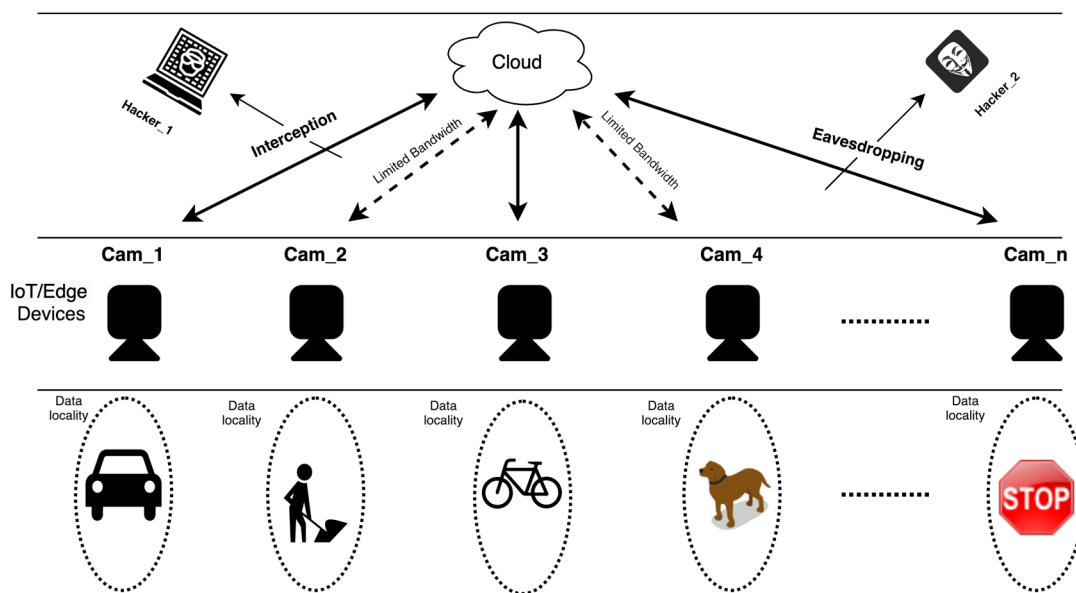 Cloud
Hacker_1
Hacker_2
Interception
Limited Bandwidth
Limited Bandwidth
Eavesdropping
Cam_1
Cam_2
Cam_3
Cam_4
Cam_n
IoT/Edge
Devices
Data
locality
Data
locality
Data
locality
Data
locality
Data
locality
STOP